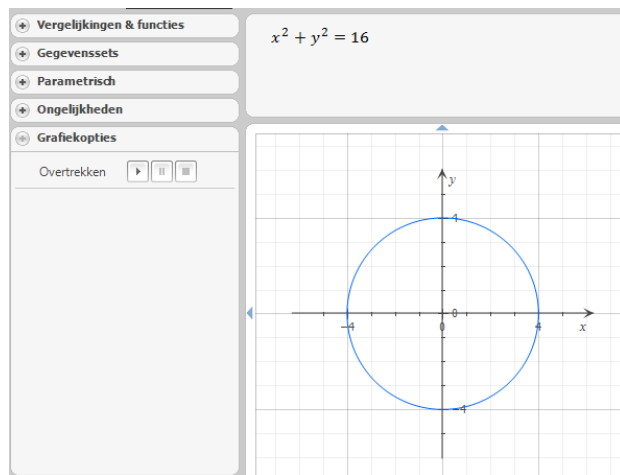 Vergelijkingen & functies
Gegevenssets
Parametrisch
Ongelijkheden
Grafiekopties
Overtrekken
x² + y² = 16
y
4
0
-4 0 4 x
-4